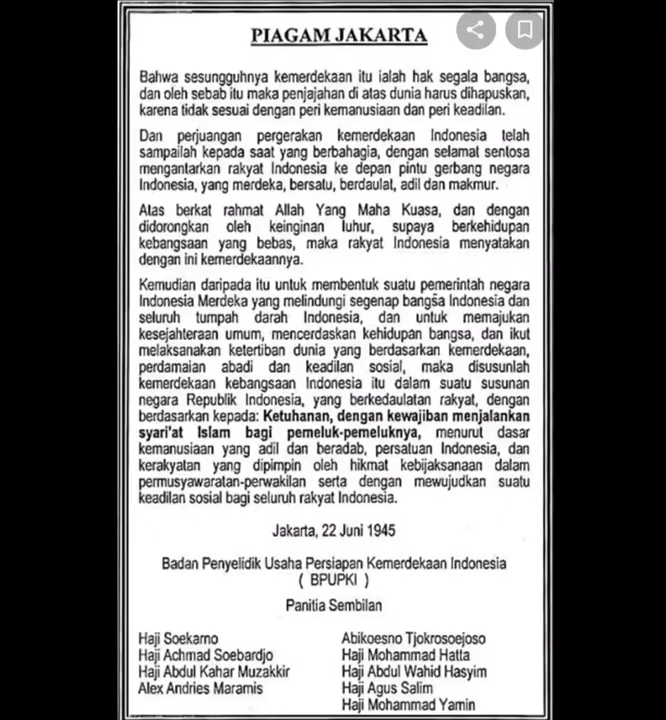 PIAGAM JAKARTA
Bahwa sesungguhnya kemerdekaan itu ialah hak segala bangsa,
dan oleh sebab itu maka penjajahan di atas dunia harus dihapuskan,
karena tidak sesuai dengan peri kemanusiaan dan peri keadilan.
Dan perjuangan pergerakan kemerdekaan Indonesia telah
sampailah kepada saat yang berbahagia, dengan selamat sentosa
mengantarkan rakyat Indonesia ke depan pintu gerbang negara
Indonesia, yang merdeka, bersatu, berdaulat, adil dan makmur.
Atas berkat rahmat Allah Yang Maha Kuasa, dan dengan
didorongkan oleh keinginan luhur, supaya berkehidupan
kebangsaan yang bebas, maka rakyat Indonesia menyatakan
dengan ini kemerdekaannya.
Kemudian daripada itu untuk membentuk suatu pemerintah negara
Indonesia Merdeka yang melindungi segenap bangsa Indonesia dan
seluruh tumpah darah Indonesia, dan untuk memajukan
kesejahteraan umum, mencerdaskan kehidupan bangsa, dan ikut
melaksanakan ketertiban dunia yang berdasarkan kemerdekaan,
perdamaian abadi dan keadilan sosial, maka disusunlah
kemerdekaan kebangsaan Indonesia itu dalam suatu susunan
negara Republik Indonesia, yang berkedaulatan rakyat, dengan
berdasarkan kepada: Ketuhanan, dengan kewajiban menjalankan
syari'at Islam bagi pemeluk-pemeluknya, menurut dasar
kemanusiaan yang adil dan beradab, persatuan Indonesia, dan
kerakyatan yang dipimpin oleh hikmat kebijaksanaan dalam
permusyawaratan-perwakilan serta dengan mewujudkan suatu
keadilan sosial bagi seluruh rakyat Indonesia.
Jakarta, 22 Juni 1945
Badan Penyelidik Usaha Persiapan Kemerdekaan Indonesia
( BPUPKI )
Panitia Sembilan
Haji Soekarno
Haji Achmad Soebardjo
Haji Abdul Kahar Muzakkir
Alex Andries Maramis
Abikoesno Tjokrosoejoso
Haji Mohammad Hatta
Haji Abdul Wahid Hasyim
Haji Agus Salim
Haji Mohammad Yamin